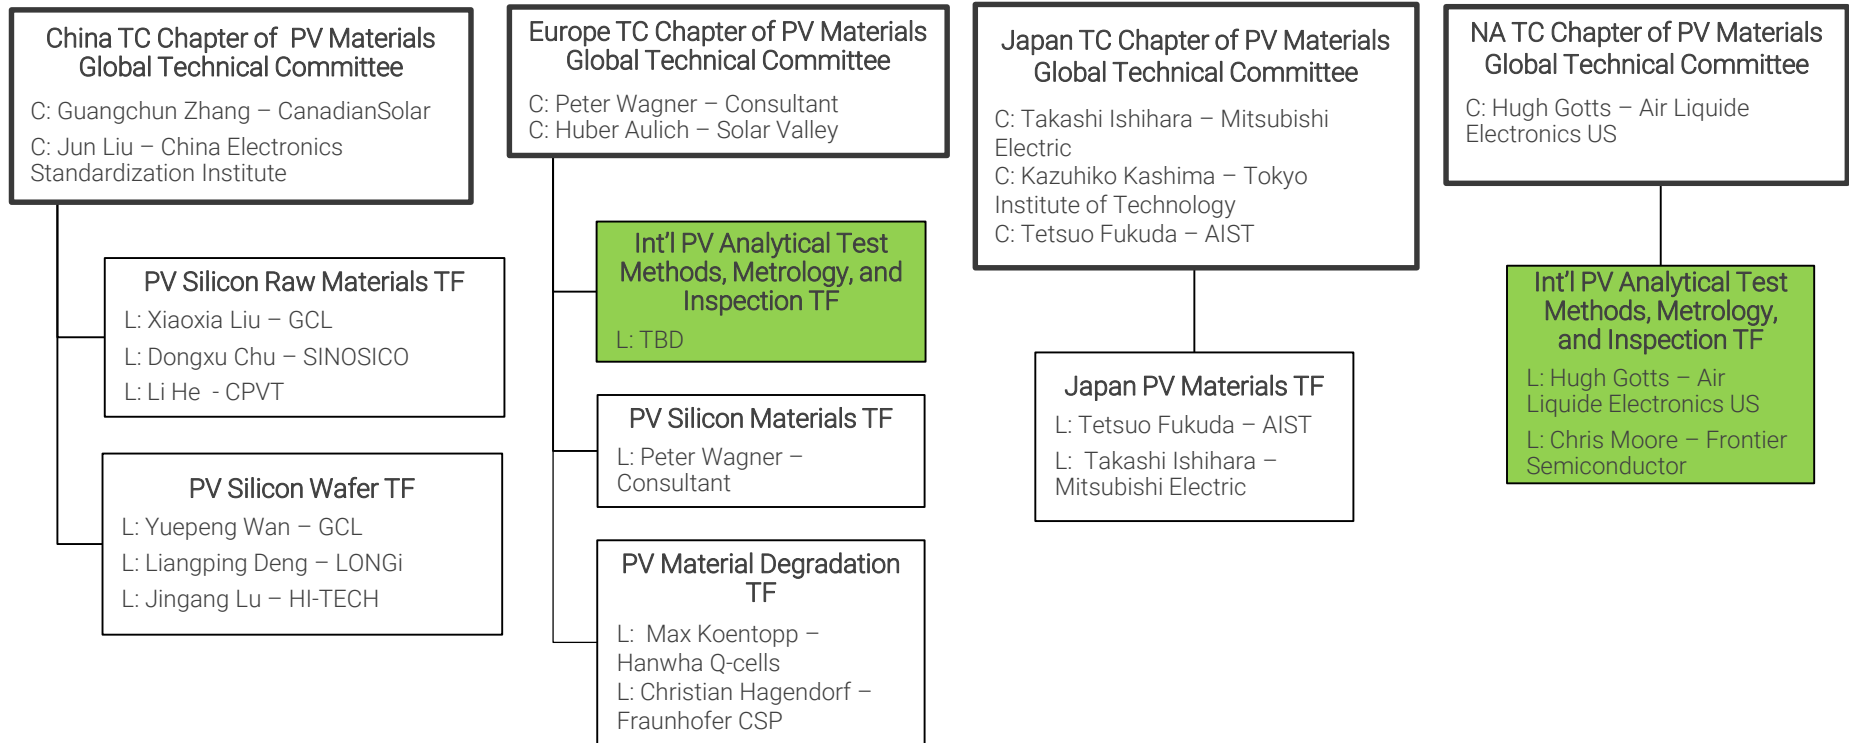 China TC Chapter of PV Materials
Global Technical Committee
C: Guangchun Zhang – CanadianSolar
C: Jun Liu – China Electronics
Standardization Institute
PV Silicon Raw Materials TF
L: Xiaoxia Liu – GCL
L: Dongxu Chu – SINOSICO
L: Li He - CPVT
PV Silicon Wafer TF
L: Yuepeng Wan – GCL
L: Liangping Deng – LONGi
L: Jingang Lu – HI-TECH
Europe TC Chapter of PV Materials
Global Technical Committee
C: Peter Wagner – Consultant
C: Huber Aulich – Solar Valley
Int’l PV Analytical Test
Methods, Metrology, and
Inspection TF
L: TBD
PV Silicon Materials TF
L: Peter Wagner –
Consultant
PV Material Degradation
TF
L: Max Koentopp –
Hanwha Q-cells
L: Christian Hagendorf –
Fraunhofer CSP
Japan TC Chapter of PV Materials
Global Technical Committee
C: Takashi Ishihara – Mitsubishi
Electric
C: Kazuhiko Kashima – Tokyo
Institute of Technology
C: Tetsuo Fukuda – AIST
Japan PV Materials TF
L: Tetsuo Fukuda – AIST
L: Takashi Ishihara –
Mitsubishi Electric
NA TC Chapter of PV Materials
Global Technical Committee
C: Hugh Gotts – Air Liquide
Electronics US
Int’l PV Analytical Test
Methods, Metrology,
and Inspection TF
L: Hugh Gotts – Air
Liquide Electronics US
L: Chris Moore – Frontier
Semiconductor